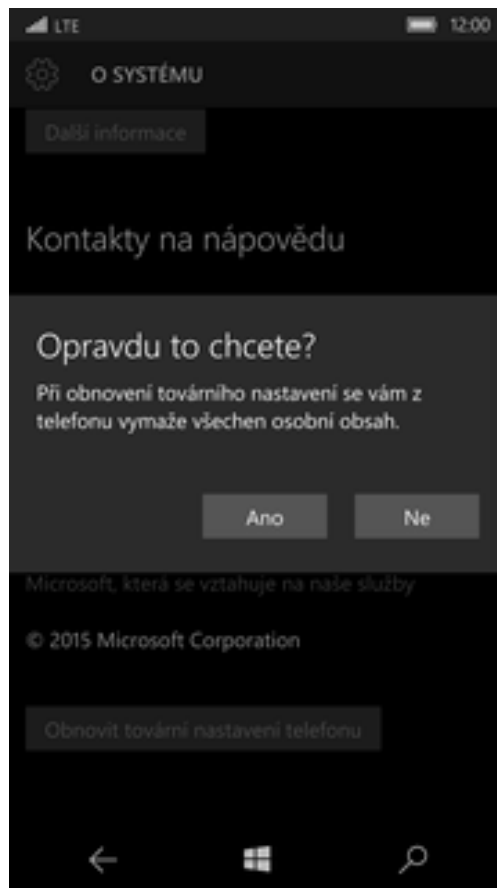 LTE 12:00
O SYSTÉMU
Další informace
Kontakty na nápovědu
Opravdu to chcete?
Při obnovení továrního nastavení se vám z
telefonu vymaže všechen osobní obsah.
Ano Ne
Microsoft, která se vztahuje na naše služby
© 2015 Microsoft Corporation
Obnovit tovární nastavení telefonu